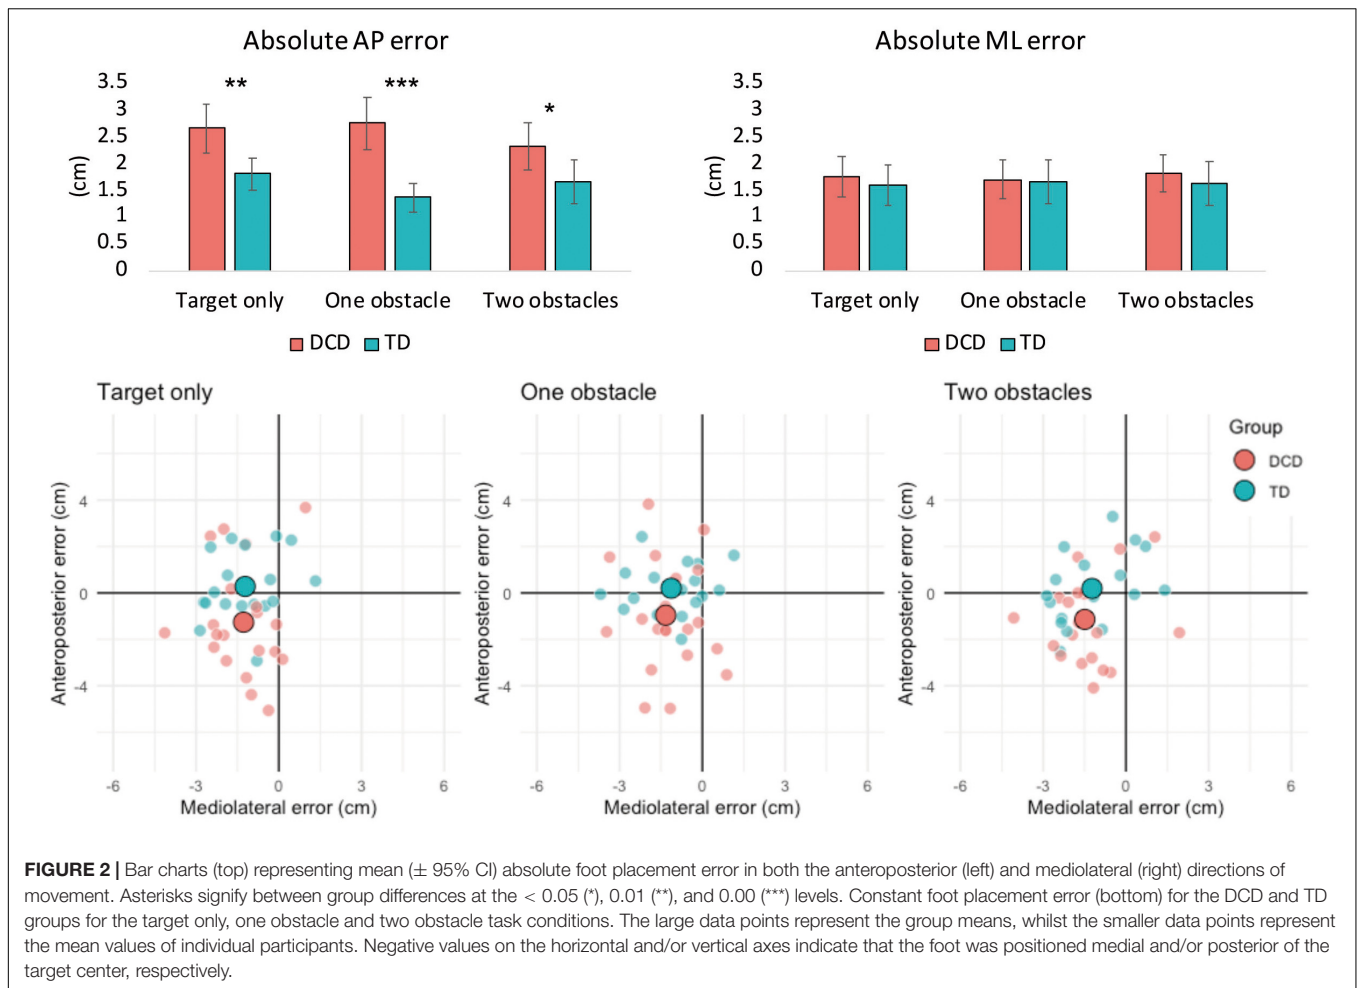 Absolute AP error
3.5
3
2.5
2
1.5
1
0.5
0
(cm)
**
***
*
Target only One obstacle Two obstacles
DCD TD
Absolute ML error
3.5
3
2.5
2
1.5
1
0.5
0
(cm)
Target only One obstacle Two obstacles
DCD TD
Target only
Anteroposterior error (cm)
4
0
-4
-6 -3 0 3 6
Mediolateral error (cm)
One obstacle
Anteroposterior error (cm)
4
0
-4
-6 -3 0 3 6
Mediolateral error (cm)
Two obstacles
Anteroposterior error (cm)
4
0
-4
-6 -3 0 3 6
Mediolateral error (cm)
Group
DCD
TD
FIGURE 2 | Bar charts (top) representing mean (± 95% CI) absolute foot placement error in both the anteroposterior (left) and mediolateral (right) directions of
movement. Asterisks signify between group differences at the < 0.05 (*), 0.01 (**), and 0.00 (***) levels. Constant foot placement error (bottom) for the DCD and TD
groups for the target only, one obstacle and two obstacle task conditions. The large data points represent the group means, whilst the smaller data points represent
the mean values of individual participants. Negative values on the horizontal and/or vertical axes indicate that the foot was positioned medial and/or posterior of the
target center, respectively.